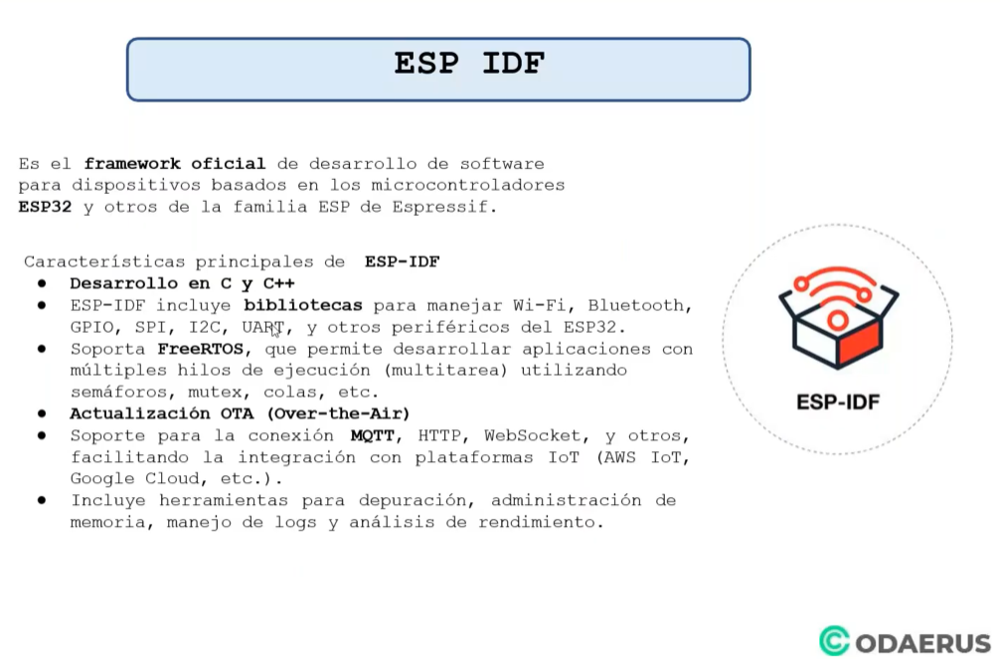 ESP IDF
Es el framework oficial de desarrollo de software
para dispositivos basados en los microcontroladores
ESP32 y otros de la familia ESP de Espressif.
Características principales de ESP-IDF
● Desarrollo en C y C++
● ESP-IDF incluye bibliotecas para manejar Wi-Fi, Bluetooth,
GPIO, SPI, I2C, UART, y otros periféricos del ESP32.
● Soporta FreeRTOS, que permite desarrollar aplicaciones con
múltiples hilos de ejecución (multitarea) utilizando
semáforos, mutex, colas, etc.
● Actualización OTA (Over-the-Air)
● Soporte para la conexión MQTT, HTTP, WebSocket, y otros,
facilitando la integración con plataformas IoT (AWS IoT,
Google Cloud, etc.).
● Incluye herramientas para depuración, administración de
memoria, manejo de logs y análisis de rendimiento.
ESP-IDF
CODAERUS